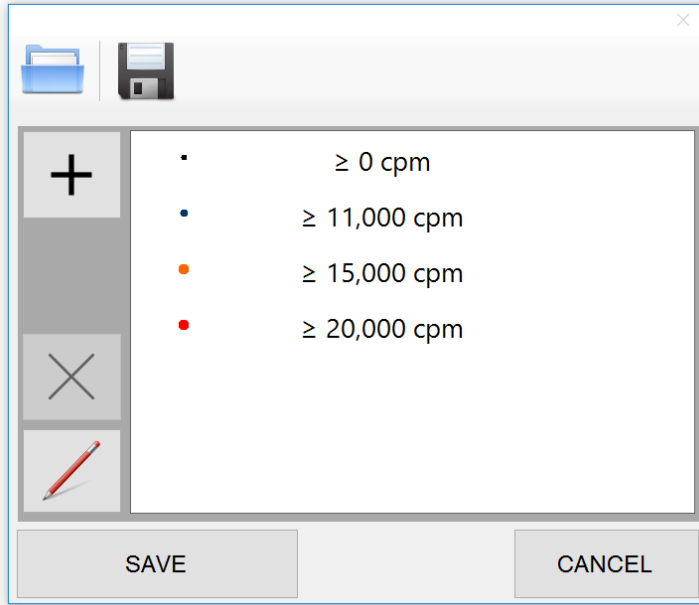 ≥ 0 cpm
≥ 11,000 cpm
≥ 15,000 cpm
≥ 20,000 cpm
SAVE
CANCEL